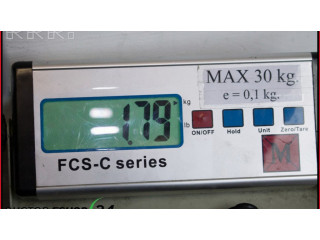 MAX 30 kg.
e = 0,1 kg.
1.79
kg
lb
ON/OFF
Hold
Unit
Zero/Tare
M
FCS-C series